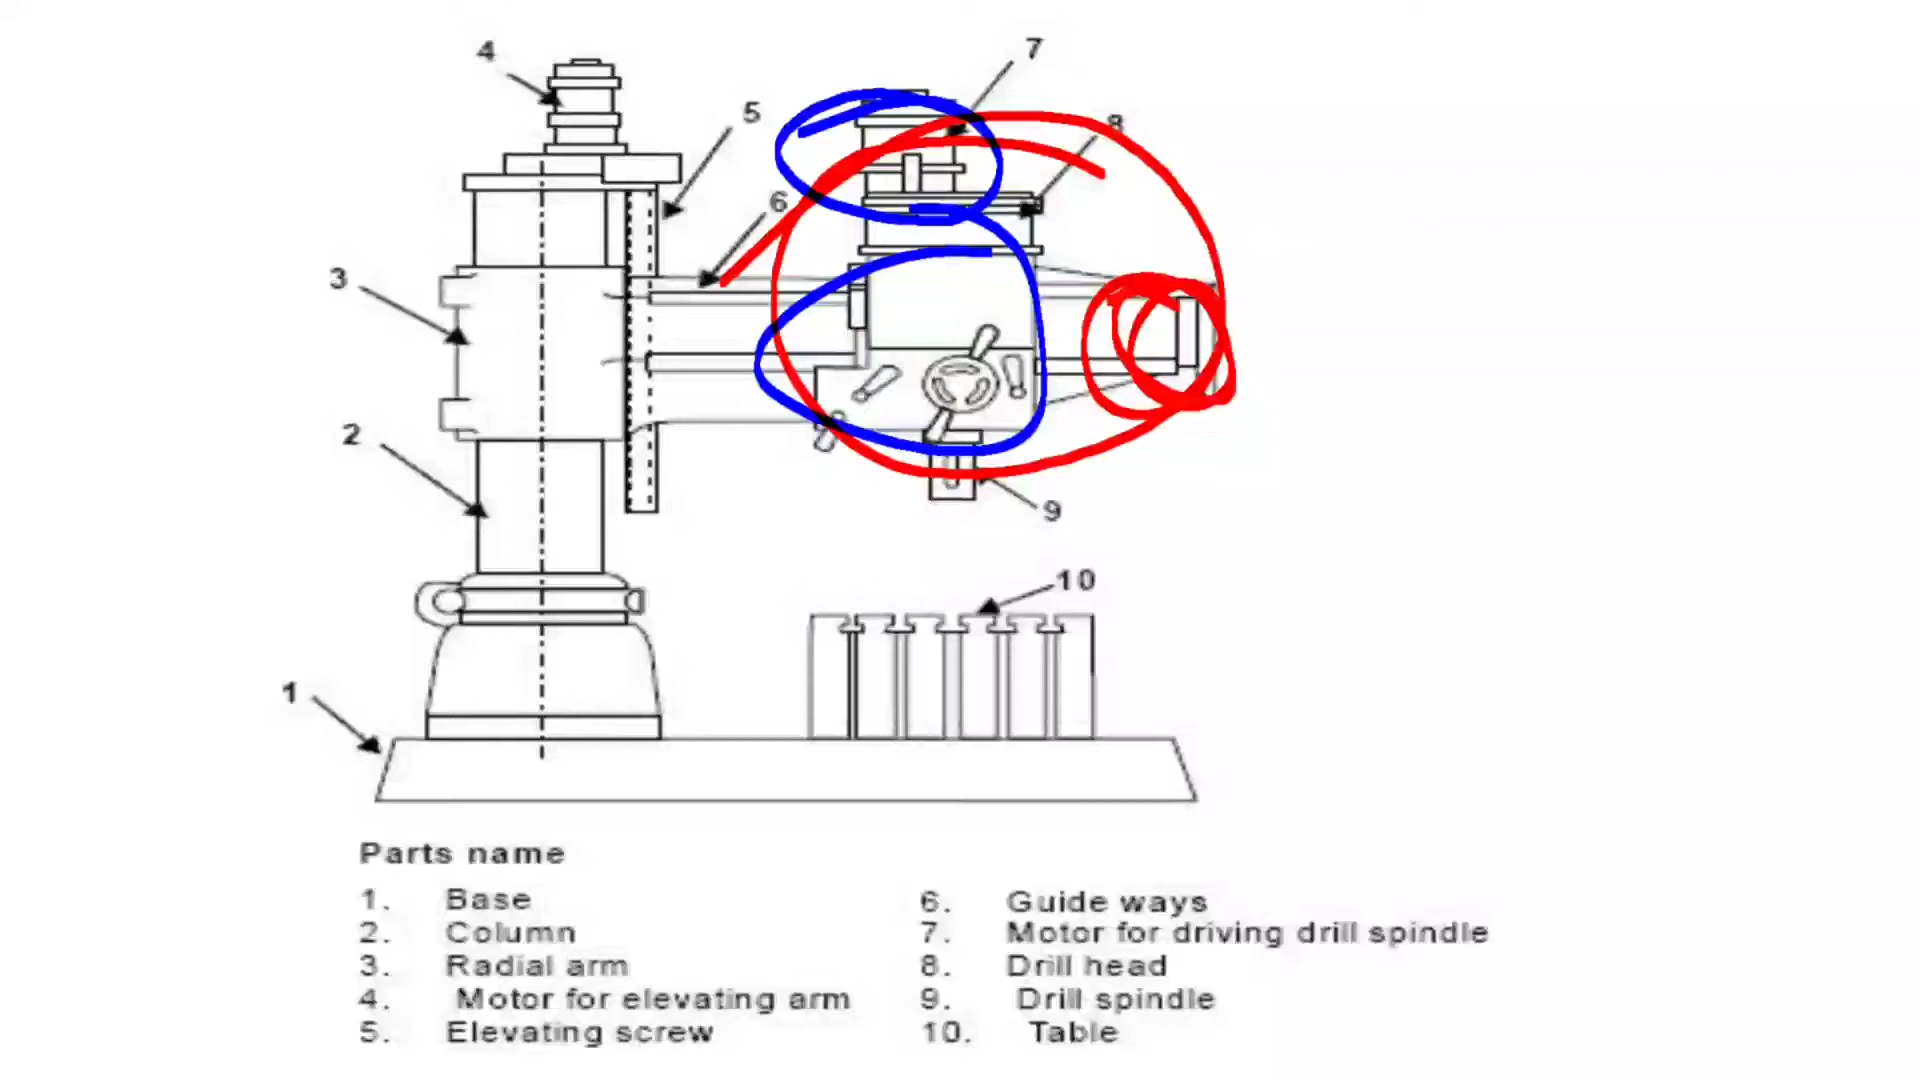 4
7
5
8
6
3
2
9
10
1
Parts name
1. Base
2. Column
3. Radial arm
4. Motor for elevating arm
5. Elevating screw
6. Guide ways
7. Motor for driving drill spindle
8. Drill head
9. Drill spindle
10. Table